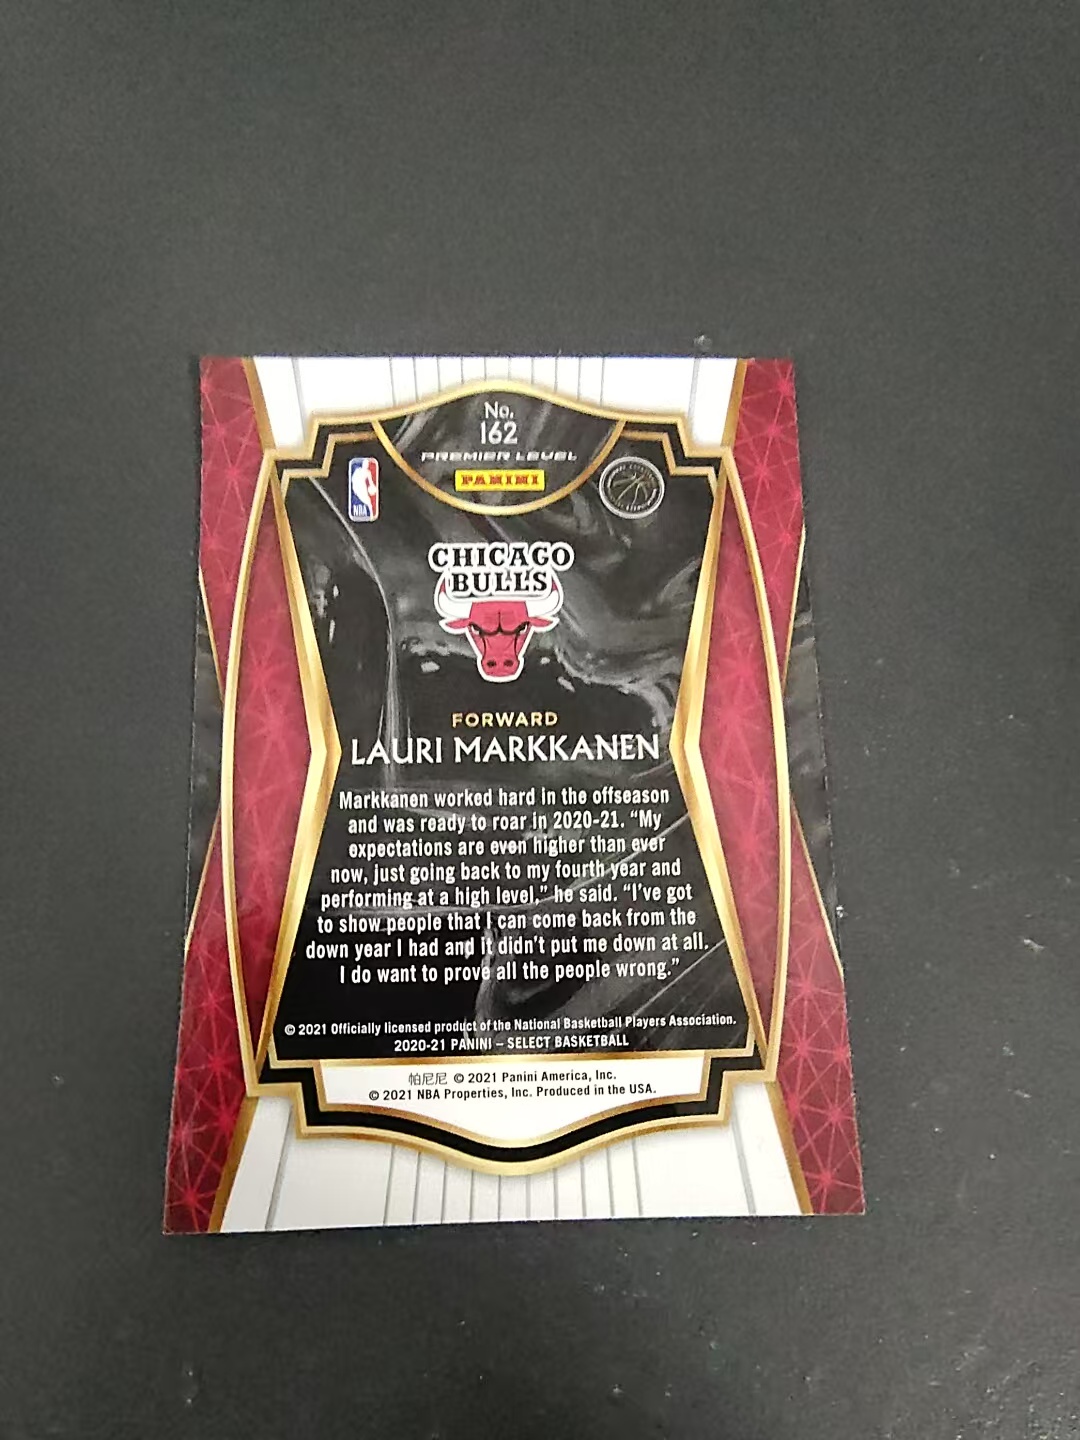 No.
162
PREMIER LEVEL
PANINI
NBA
CHICAGO
BULLS
FORWARD
LAURI MARKKANEN
Markkanen worked hard in the offseason
and was ready to roar in 2020-21. “My
expectations are even higher than ever
now, just going back to my fourth year and
performing at a high level,” he said. “I’ve got
to show people that I can come back from the
down year I had and it didn’t put me down at all.
I do want to prove all the people wrong.”
© 2021 Officially licensed product of the National Basketball Players Association.
2020-21 PANINI – SELECT BASKETBALL
帕尼尼 © 2021 Panini America, Inc.
© 2021 NBA Properties, Inc. Produced in the USA.